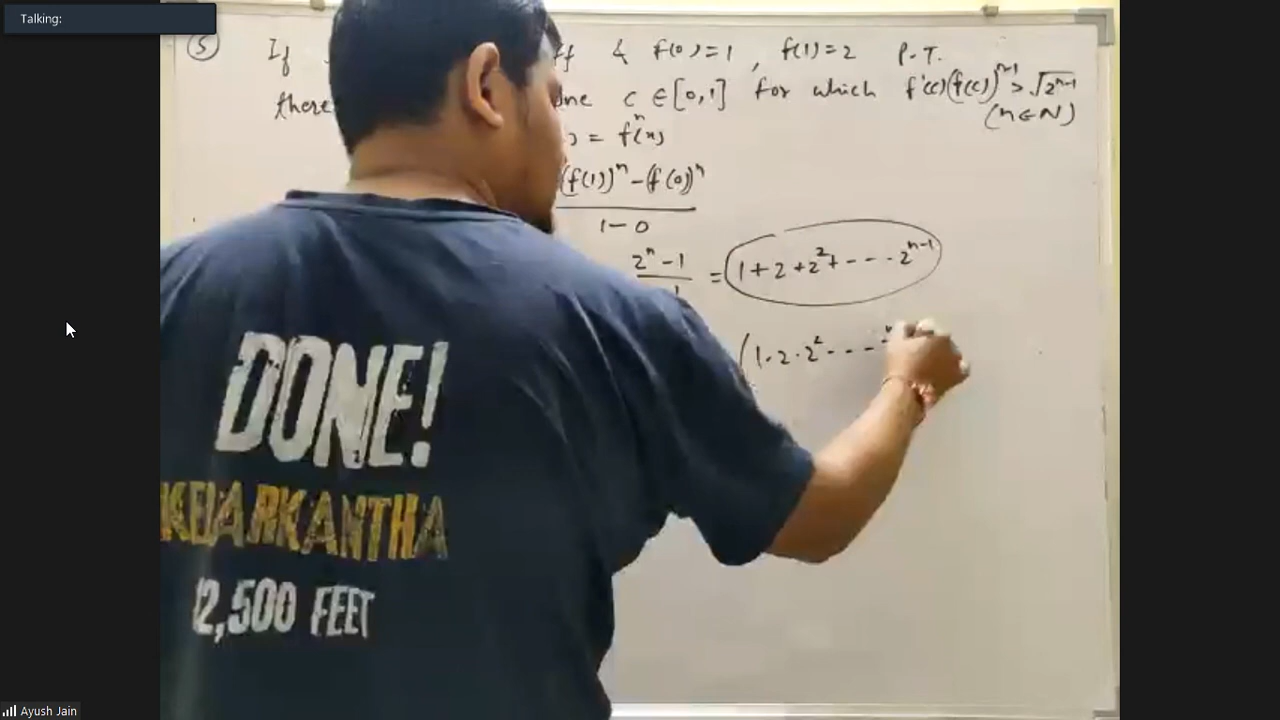 Talking:
(5) If ff & f(0)=1 , f(1)=2 P.T.
there one c ∈ [0,1] for which f'(c)(f(c))^{n-1} > √2^{n-1}
(n ∈ N)
) = f^n(x)
(f(1))^n - (f(0))^n
1 - 0
2^n - 1 = 1 + 2 + 2^2 + - - - 2^{n-1}
(1 · 2 · 2^2 - - -
DONE!
KEDARKANTHA
12,500 FEET
Ayush Jain